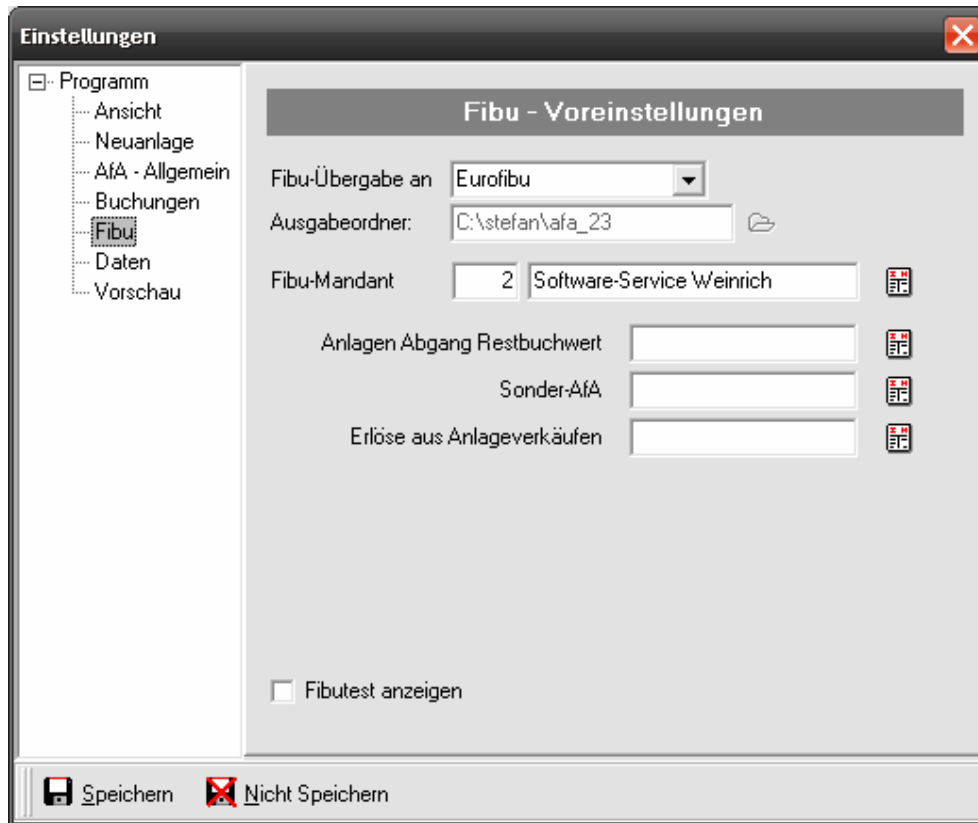 Einstellungen
Programm
Ansicht
Neuanlage
AfA - Allgemein
Buchungen
Fibu
Daten
Vorschau
Fibu - Voreinstellungen
Fibu-Übergabe an Eurofibu
Ausgabeordner: C:\stefan\afa_23
Fibu-Mandant 2 Software-Service Weinrich
Anlagen Abgang Restbuchwert
Sonder-AfA
Erlöse aus Anlageverkäufen
Fibutest anzeigen
Speichern Nicht Speichern